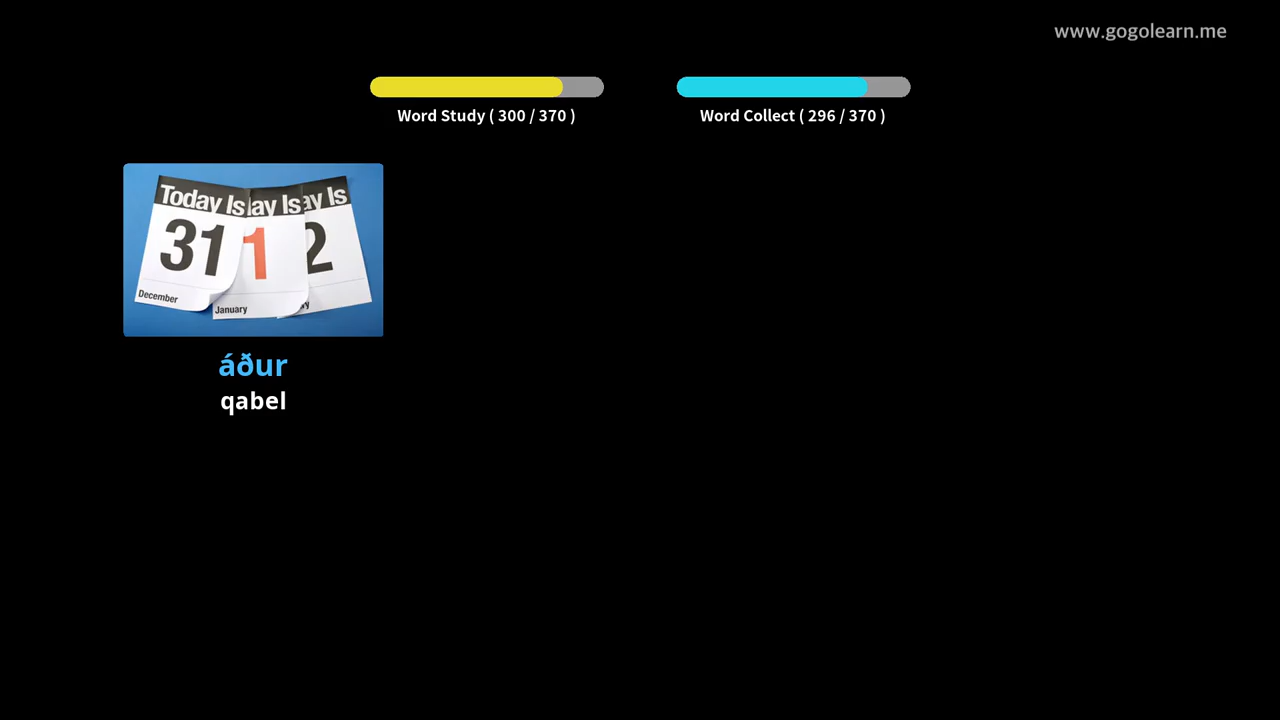 www.gogolearn.me
Word Study ( 300 / 370 )
Word Collect ( 296 / 370 )
Today Is
ay Is
ay Is
31
1
2
December
January
ry
áður
qabel